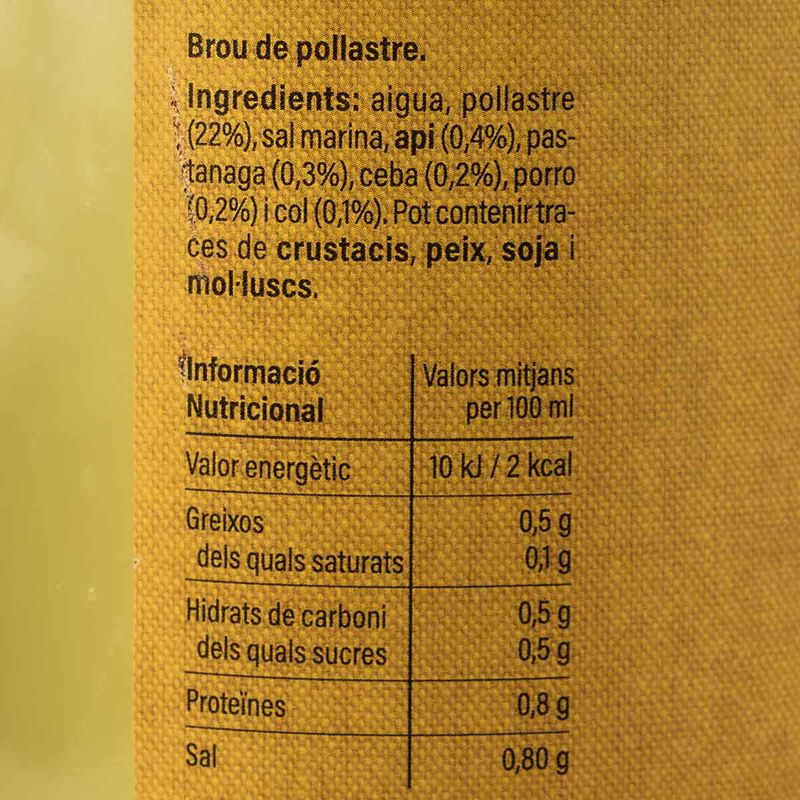 Brou de pollastre.
Ingredients: aigua, pollastre
(22%), sal marina, api (0,4%), pas-
tanaga (0,3%), ceba (0,2%), porro
(0,2%) i col (0,1%). Pot contenir tra-
ces de crustacis, peix, soja i
mol·luscs.
Informació Valors mitjans
Nutricional per 100 ml
Valor energètic 10 kJ / 2 kcal
Greixos 0,5 g
dels quals saturats 0,1 g
Hidrats de carboni 0,5 g
dels quals sucres 0,5 g
Proteïnes 0,8 g
Sal 0,80 g